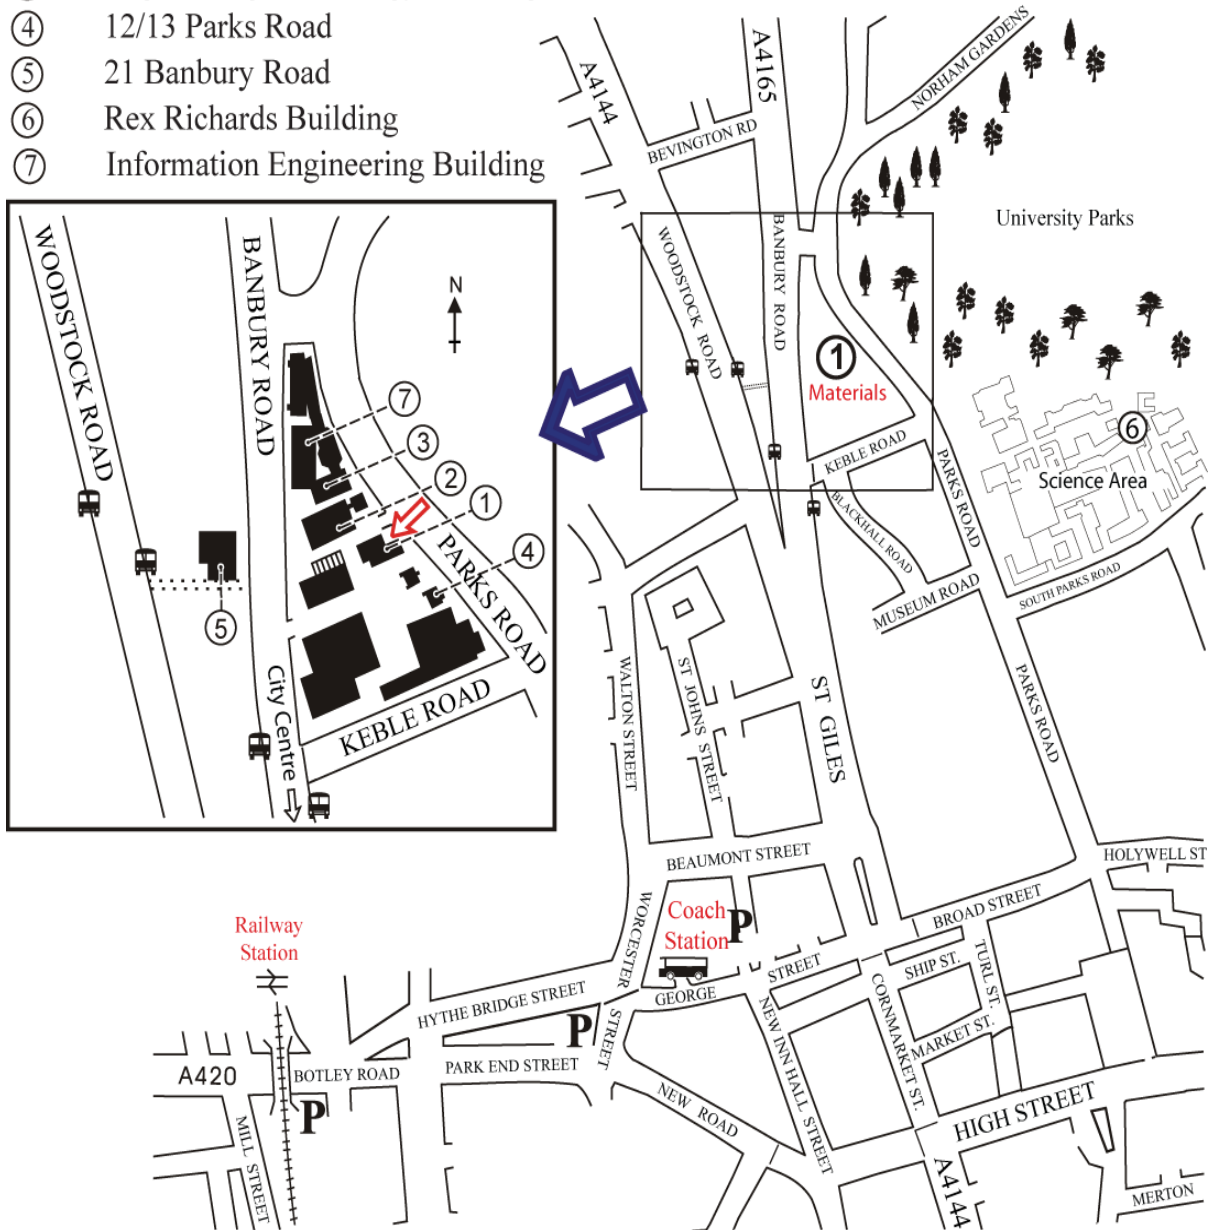 ④ 12/13 Parks Road
⑤ 21 Banbury Road
⑥ Rex Richards Building
⑦ Information Engineering Building
WOODSTOCK ROAD
BANBURY ROAD
N
7
3
2
1
4
5
PARKS ROAD
KEBLE ROAD
City Centre
A4144
A4165
NORHAM GARDENS
BEVINGTON RD
University Parks
WOODSTOCK ROAD
BANBURY ROAD
1
Materials
6
Science Area
KEBLE ROAD
PARKS ROAD
BLACKHALL ROAD
MUSEUM ROAD
SOUTH PARKS ROAD
PARKS ROAD
WALTON STREET
ST JOHNS STREET
ST GILES
BEAUMONT STREET
HOLYWELL ST
BROAD STREET
WORCESTER
STREET
Coach
Station
P
Railway
Station
HYTHE BRIDGE STREET
GEORGE
STREET
SHIP ST.
TURL ST.
CORNMARKET ST.
MARKET ST.
NEW INN HALL STREET
P
A420
BOTLEY ROAD
PARK END STREET
P
MILL STREET
NEW ROAD
HIGH STREET
A4144
MERTON